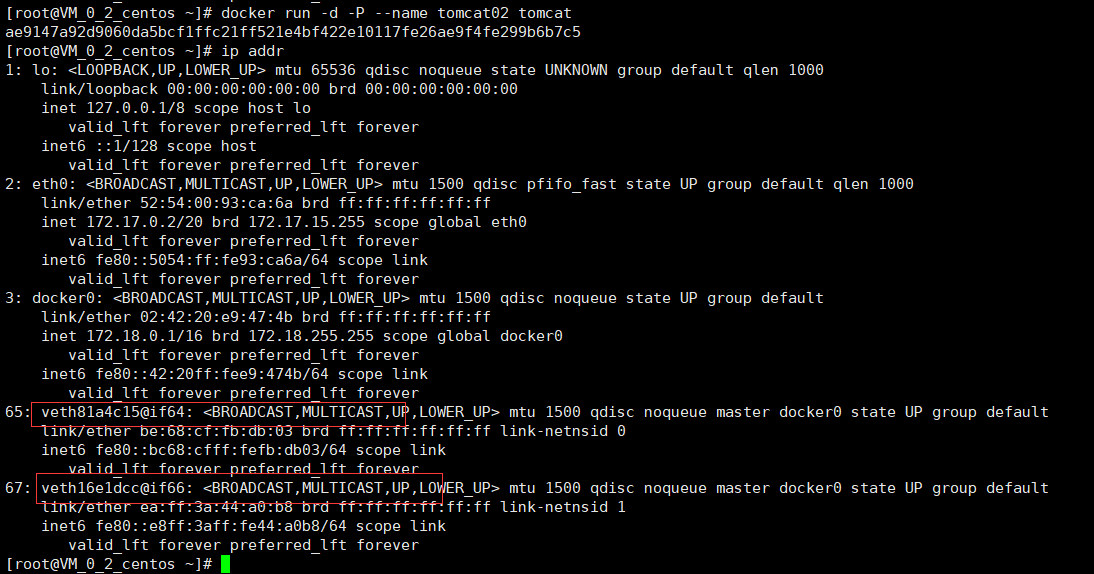 [root@VM_0_2_centos ~]# docker run -d -P --name tomcat02 tomcat
ae9147a92d9060da5bcf1ffc21ff521e4bf422e10117fe26ae9f4fe299b6b7c5
[root@VM_0_2_centos ~]# ip addr
1: lo: <LOOPBACK,UP,LOWER_UP> mtu 65536 qdisc noqueue state UNKNOWN group default qlen 1000
    link/loopback 00:00:00:00:00:00 brd 00:00:00:00:00:00
    inet 127.0.0.1/8 scope host lo
       valid_lft forever preferred_lft forever
    inet6 ::1/128 scope host
       valid_lft forever preferred_lft forever
2: eth0: <BROADCAST,MULTICAST,UP,LOWER_UP> mtu 1500 qdisc pfifo_fast state UP group default qlen 1000
    link/ether 52:54:00:93:ca:6a brd ff:ff:ff:ff:ff:ff
    inet 172.17.0.2/20 brd 172.17.15.255 scope global eth0
       valid_lft forever preferred_lft forever
    inet6 fe80::5054:ff:fe93:ca6a/64 scope link
       valid_lft forever preferred_lft forever
3: docker0: <BROADCAST,MULTICAST,UP,LOWER_UP> mtu 1500 qdisc noqueue state UP group default
    link/ether 02:42:20:e9:47:4b brd ff:ff:ff:ff:ff:ff
    inet 172.18.0.1/16 brd 172.18.255.255 scope global docker0
       valid_lft forever preferred_lft forever
    inet6 fe80::42:20ff:fee9:474b/64 scope link
       valid_lft forever preferred_lft forever
65: veth81a4c15@if64: <BROADCAST,MULTICAST,UP,LOWER_UP> mtu 1500 qdisc noqueue master docker0 state UP group default
    link/ether be:68:cf:fb:db:03 brd ff:ff:ff:ff:ff:ff link-netnsid 0
    inet6 fe80::bc68:cfff:fefb:db03/64 scope link
       valid_lft forever preferred_lft forever
67: veth16e1dcc@if66: <BROADCAST,MULTICAST,UP,LOWER_UP> mtu 1500 qdisc noqueue master docker0 state UP group default
    link/ether ea:ff:3a:44:a0:b8 brd ff:ff:ff:ff:ff:ff link-netnsid 1
    inet6 fe80::e8ff:3aff:fe44:a0b8/64 scope link
       valid_lft forever preferred_lft forever
[root@VM_0_2_centos ~]#